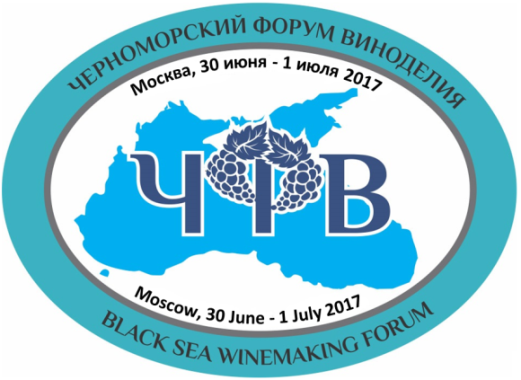 ЧЕРНОМОРСКИЙ ФОРУМ ВИНОДЕЛИЯ
Москва, 30 июня - 1 июля 2017
ЧФВ
Moscow, 30 June - 1 July 2017
BLACK SEA WINEMAKING FORUM